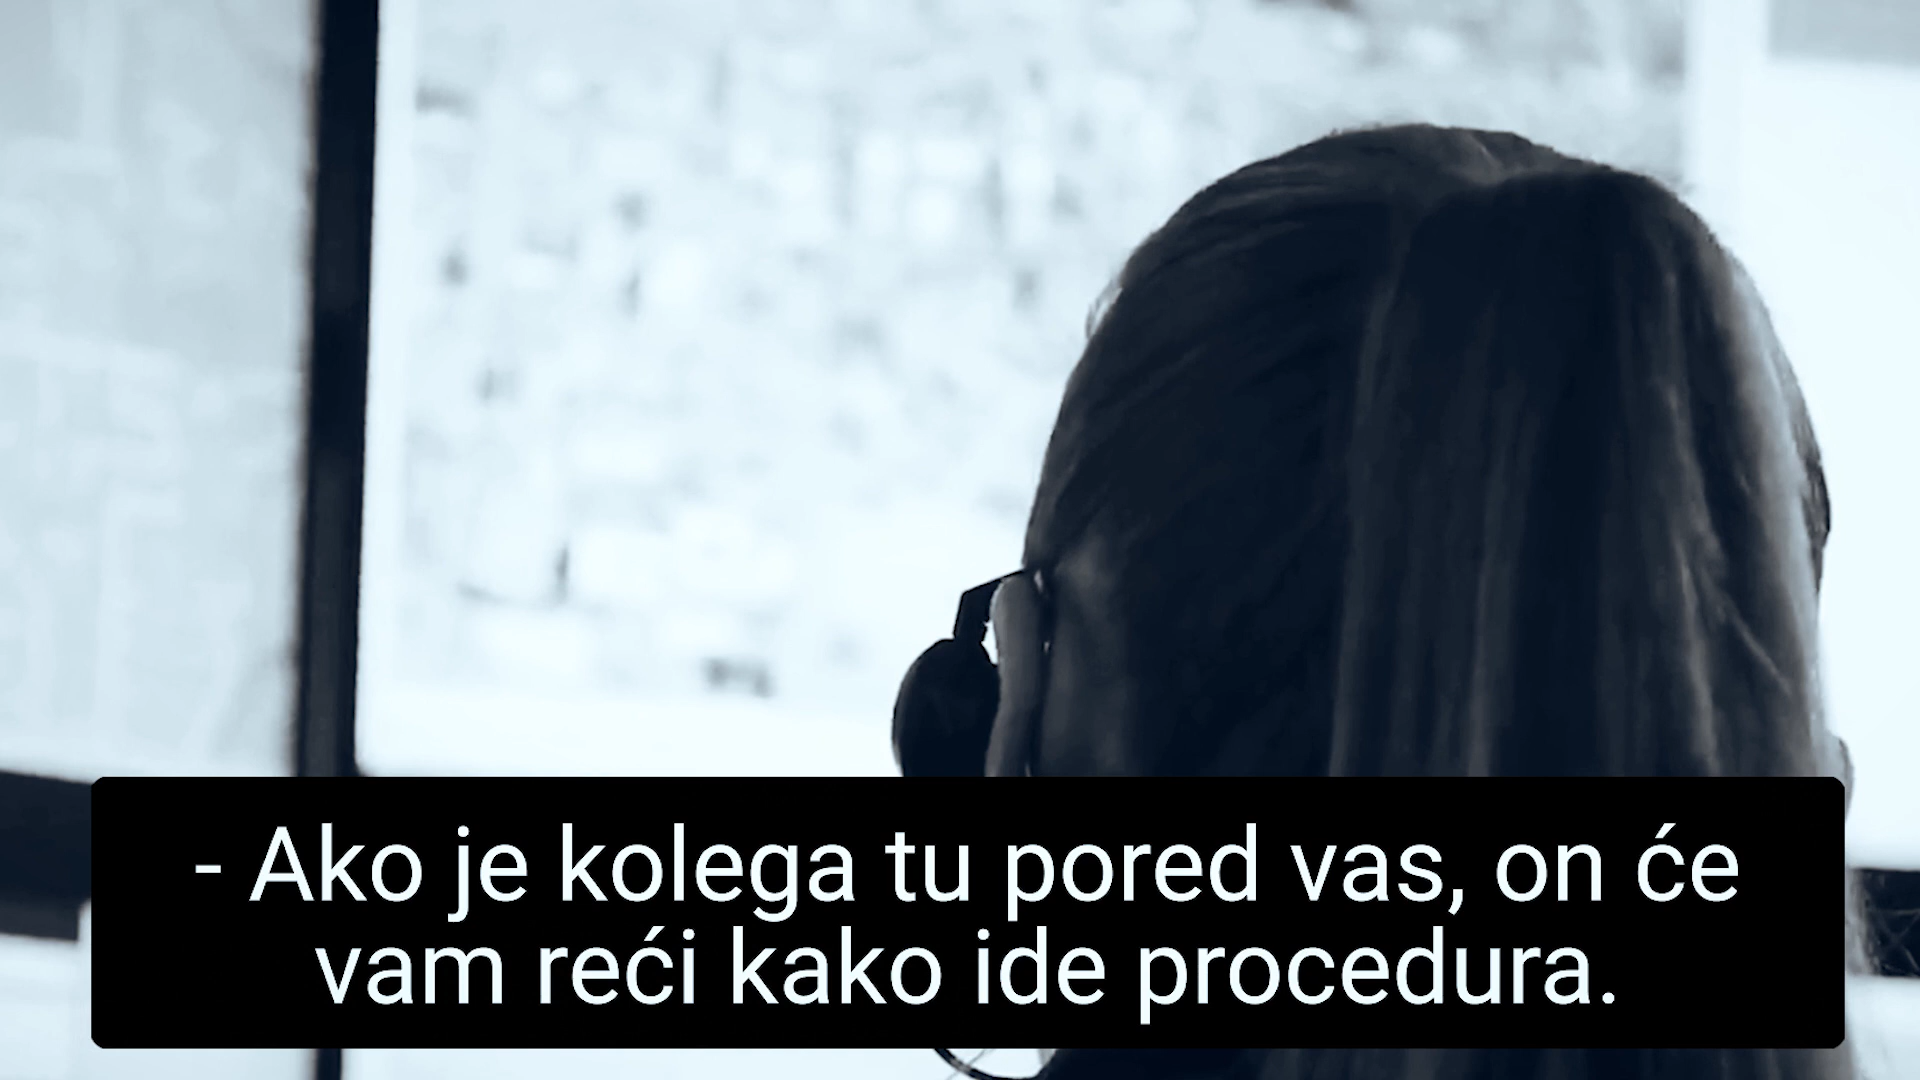 - Ako je kolega tu pored vas, on će
vam reći kako ide procedura.